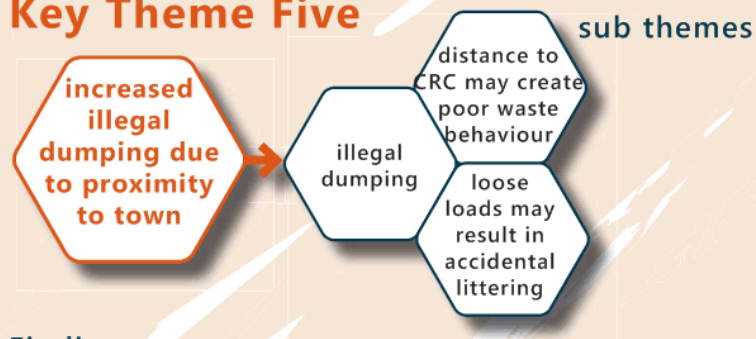 Key Theme Five
sub themes
increased
illegal
dumping due
to proximity
to town
illegal
dumping
distance to
CRC may create
poor waste
behaviour
loose
loads may
result in
accidental
littering